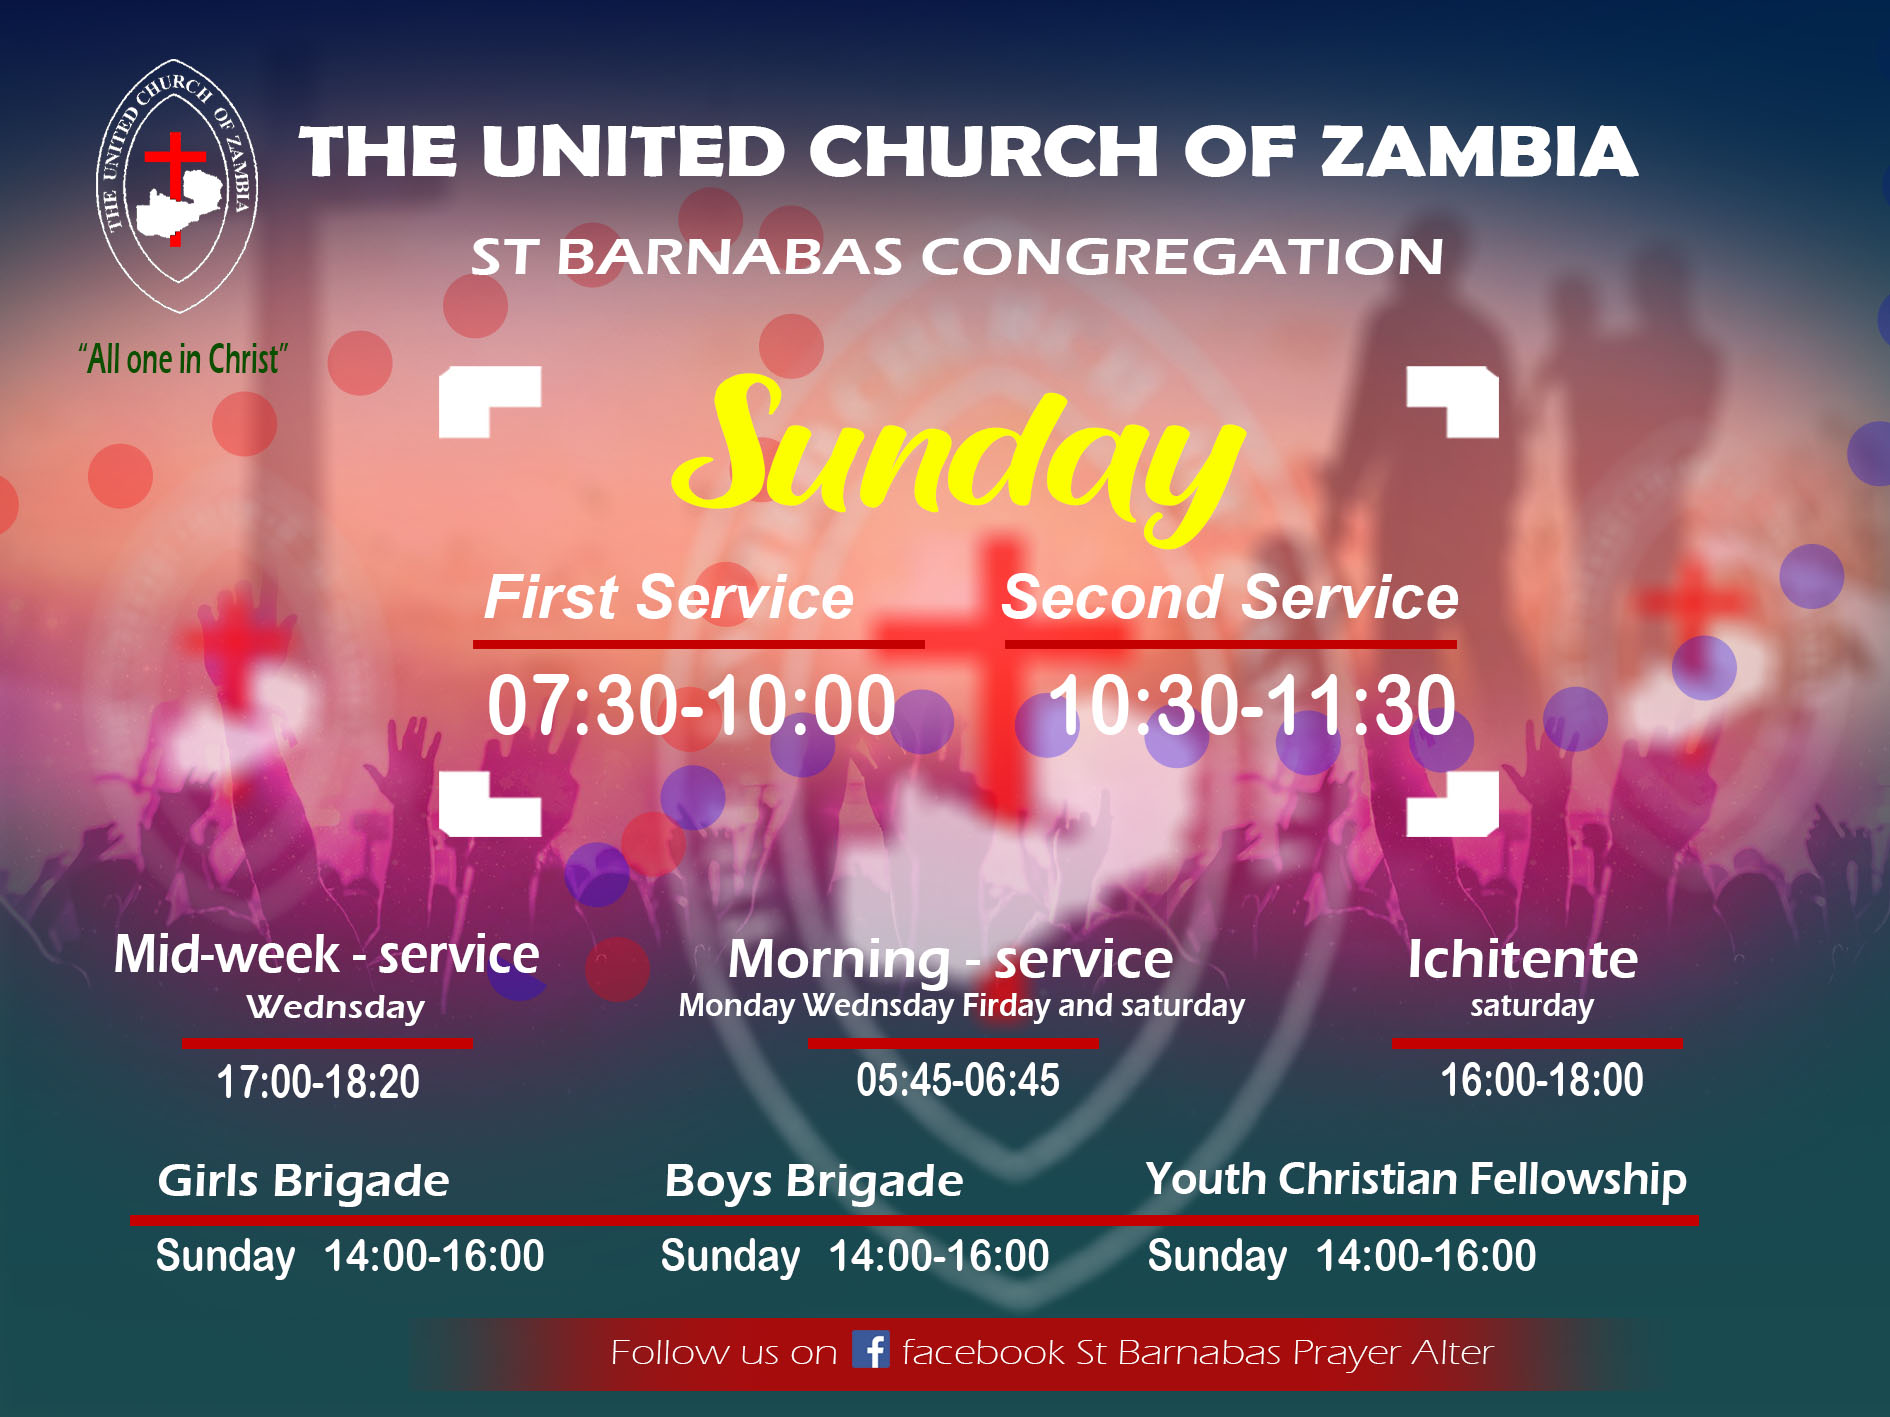 THE UNITED CHURCH OF ZAMBIA
THE UNITED CHURCH OF ZAMBIA
ST BARNABAS CONGREGATION
“All one in Christ”
Sunday
First Service
Second Service
07:30-10:00
10:30-11:30
Mid-week - service
Wednsday
17:00-18:20
Morning - service
Monday Wednsday Firday and saturday
05:45-06:45
Ichitente
saturday
16:00-18:00
Girls Brigade
Boys Brigade
Youth Christian Fellowship
Sunday 14:00-16:00
Sunday 14:00-16:00
Sunday 14:00-16:00
Follow us on f facebook St Barnabas Prayer Alter